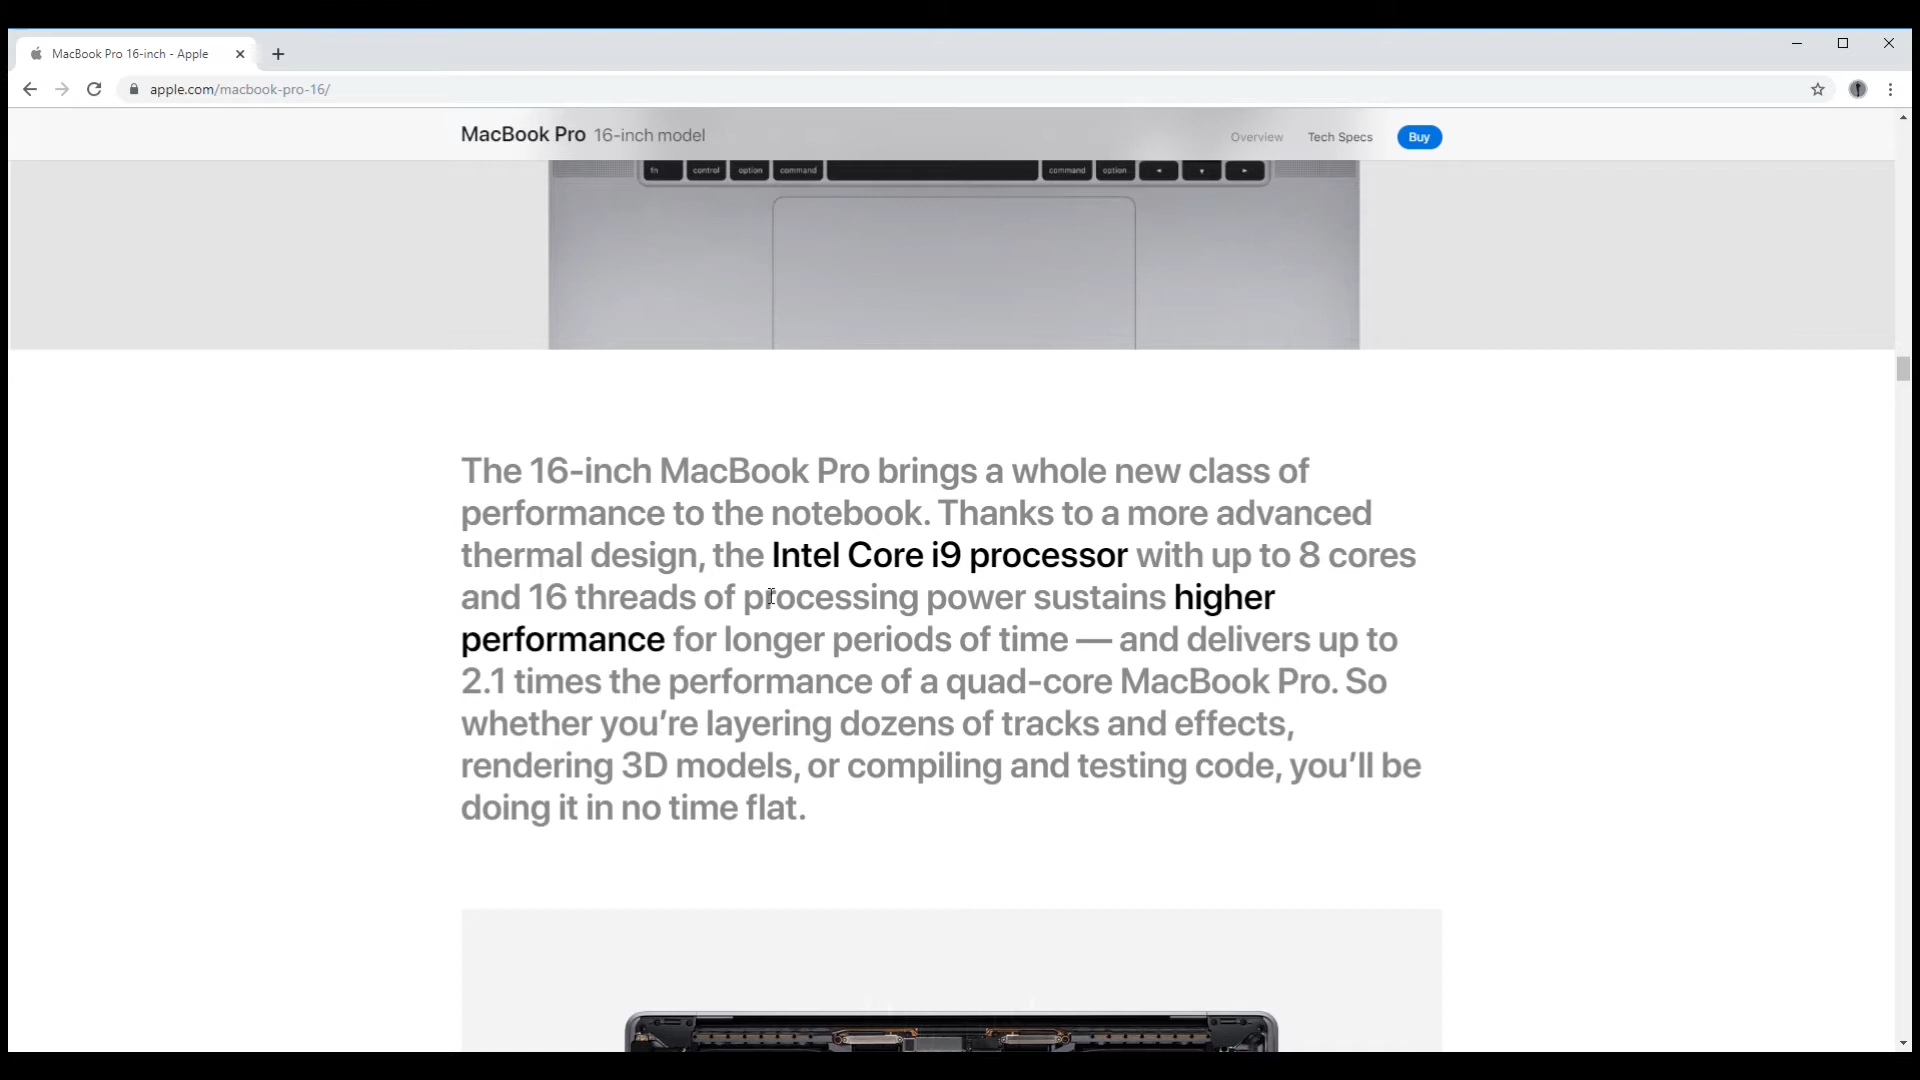 MacBook Pro 16-inch - Apple
apple.com/macbook-pro-16/
MacBook Pro 16-inch model
Overview Tech Specs Buy
fn control option command command option
The 16-inch MacBook Pro brings a whole new class of
performance to the notebook. Thanks to a more advanced
thermal design, the Intel Core i9 processor with up to 8 cores
and 16 threads of processing power sustains higher
performance for longer periods of time — and delivers up to
2.1 times the performance of a quad-core MacBook Pro. So
whether you’re layering dozens of tracks and effects,
rendering 3D models, or compiling and testing code, you’ll be
doing it in no time flat.